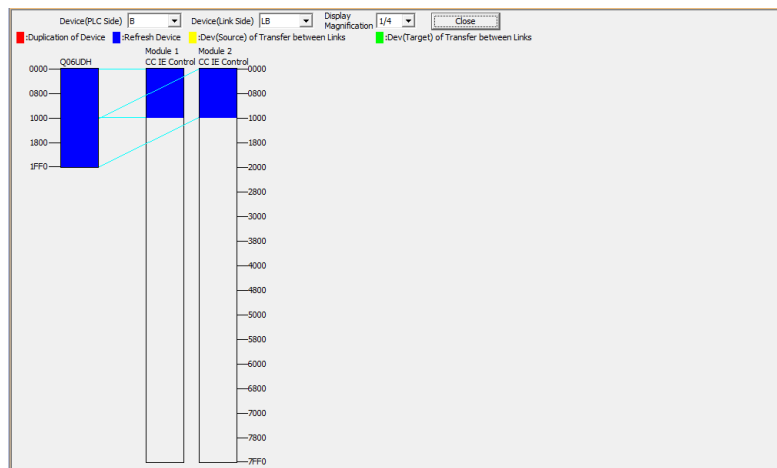 Device(PLC Side) B Device(Link Side) LB Display Magnification 1/4 Close
:Duplication of Device :Refresh Device :Dev(Source) of Transfer between Links :Dev(Target) of Transfer between Links
Module 1 Module 2
Q06UDH CC IE Control CC IE Control
0000 0000
0800 0800
1000 1000
1800 1800
1FF0 2000
2800
3000
3800
4000
4800
5000
5800
6000
6800
7000
7800
7FF0